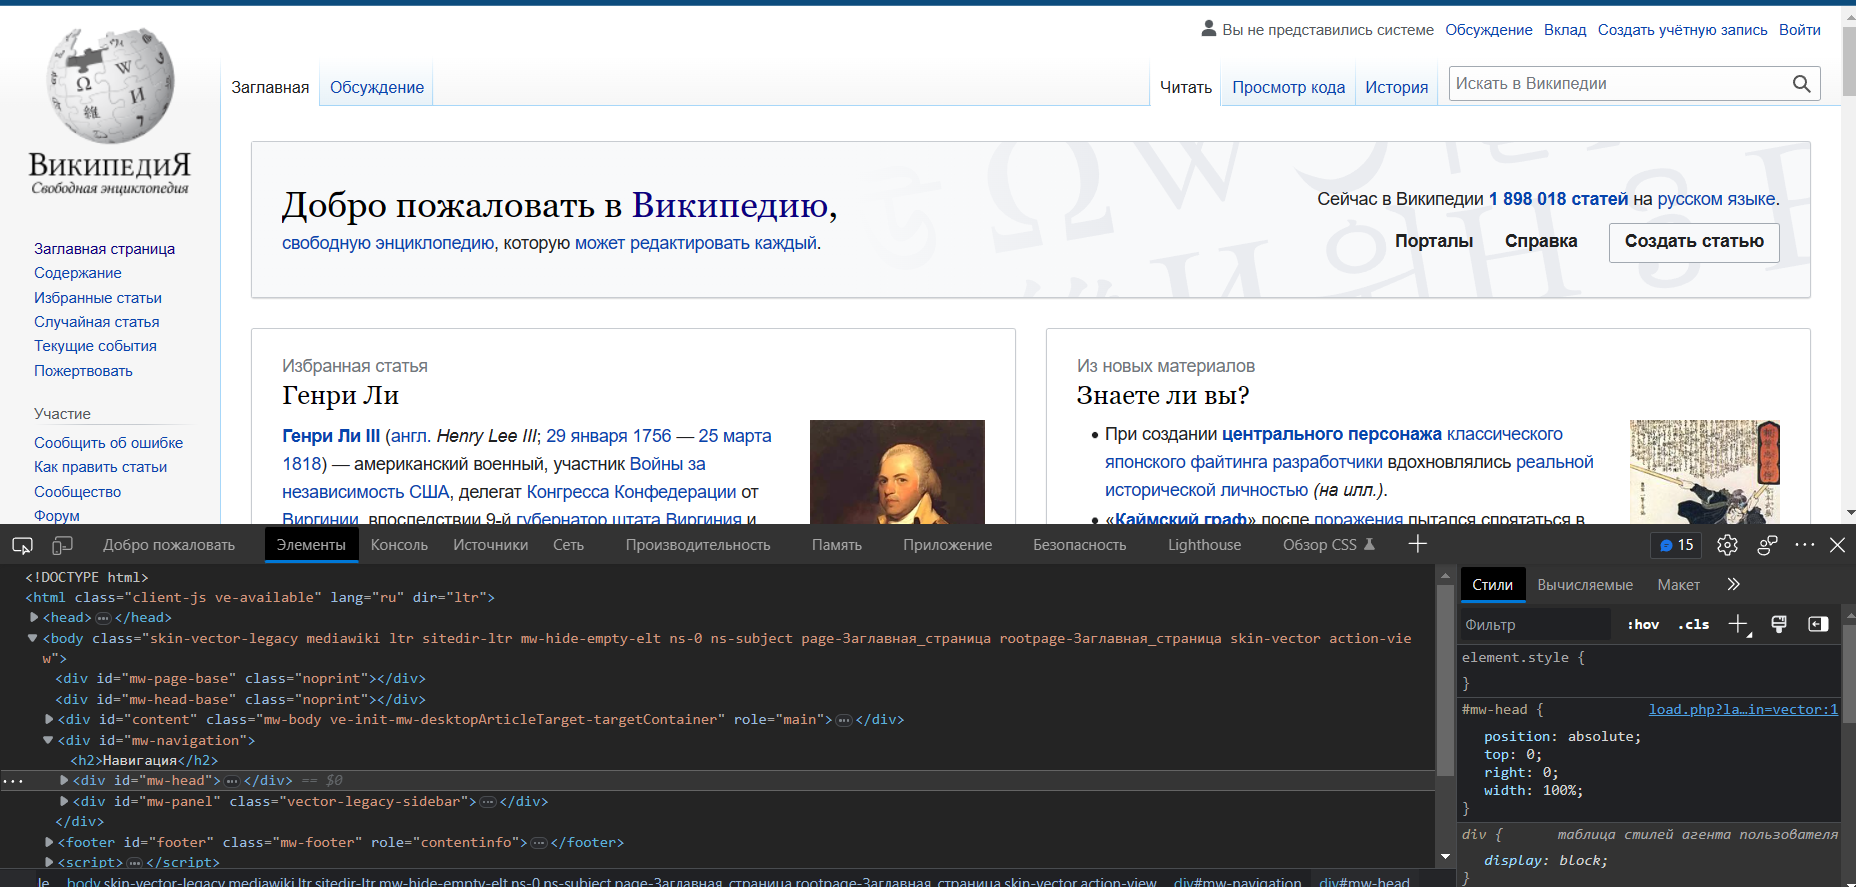 Вы не представились системе Обсуждение Вклад Создать учётную запись Войти
Заглавная Обсуждение Читать Просмотр кода История Искать в Википедии
Ω W И 維 7
ВикипедиЯ
Свободная энциклопедия
Заглавная страница
Содержание
Избранные статьи
Случайная статья
Текущие события
Пожертвовать
Участие
Сообщить об ошибке
Как править статьи
Сообщество
Форум
Добро пожаловать в Википедию,
свободную энциклопедию, которую может редактировать каждый.
Сейчас в Википедии 1 898 018 статей на русском языке.
Порталы Справка Создать статью
Избранная статья
Генри Ли
Генри Ли III (англ. Henry Lee III; 29 января 1756 — 25 марта
1818) — американский военный, участник Войны за
независимость США, делегат Конгресса Конфедерации от
Виргинии, впоследствии 9-й губернатор штата Виргиния и
Из новых материалов
Знаете ли вы?
• При создании центрального персонажа классического
японского файтинга разработчики вдохновлялись реальной
исторической личностью (на илл.).
• «Каймский граф» после поражения пытался спрятаться в
Добро пожаловать Элементы Консоль Источники Сеть Производительность Память Приложение Безопасность Lighthouse Обзор CSS 15
<!DOCTYPE html>
<html class="client-js ve-available" lang="ru" dir="ltr">
<head>…</head>
<body class="skin-vector-legacy mediawiki ltr sitedir-ltr mw-hide-empty-elt ns-0 ns-subject page-Заглавная_страница rootpage-Заглавная_страница skin-vector action-vie
w">
<div id="mw-page-base" class="noprint"></div>
<div id="mw-head-base" class="noprint"></div>
<div id="content" class="mw-body ve-init-mw-desktopArticleTarget-targetContainer" role="main">…</div>
<div id="mw-navigation">
<h2>Навигация</h2>
… <div id="mw-head">…</div> == $0
<div id="mw-panel" class="vector-legacy-sidebar">…</div>
</div>
<footer id="footer" class="mw-footer" role="contentinfo">…</footer>
<script>…</script>
le… body.skin-vector-legacy.mediawiki.ltr.sitedir-ltr.mw-hide-empty-elt.ns-0.ns-subject.page-Заглавная_страница.rootpage-Заглавная_страница.skin-vector.action-view div#mw-navigation div#mw-head
Стили Вычисляемые Макет
Фильтр :hov .cls
element.style {
}
#mw-head { load.php?la…in=vector:1
position: absolute;
top: 0;
right: 0;
width: 100%;
}
div { таблица стилей агента пользователя
display: block;
}